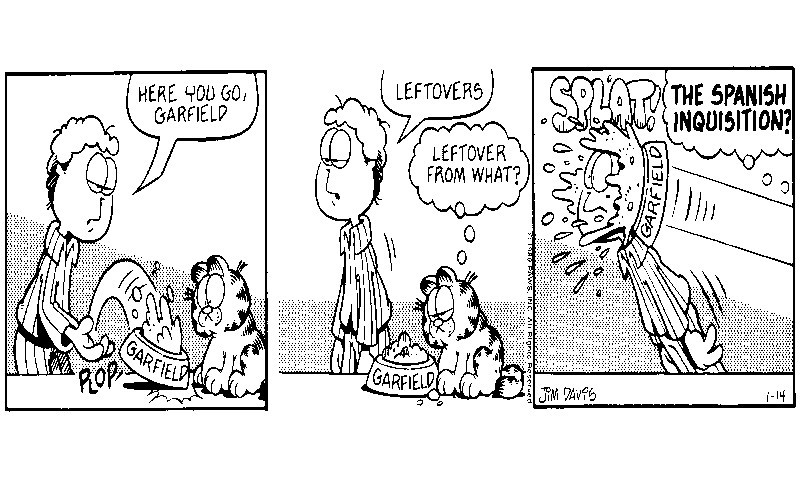 HERE YOU GO,
GARFIELD
PLOP
GARFIELD
LEFTOVERS
LEFTOVER
FROM WHAT?
GARFIELD
SPLAT!
THE SPANISH
INQUISITION?
GARFIELD
JIM DAVIS
1-14